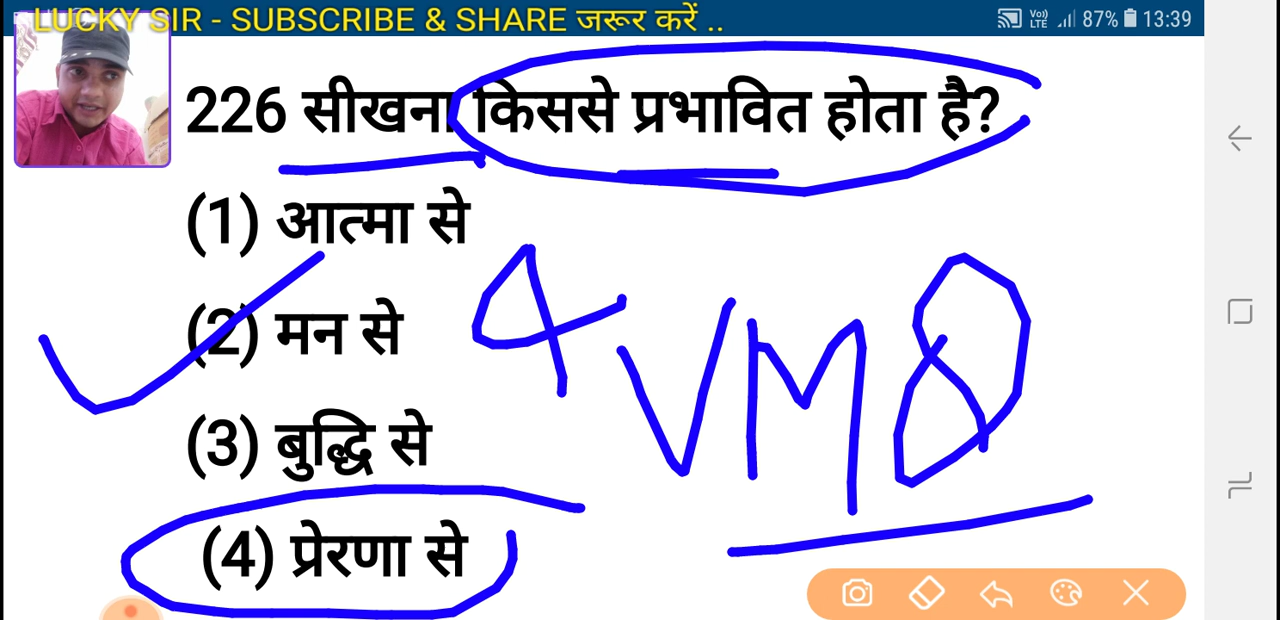 LUCKY SIR - SUBSCRIBE & SHARE जरूर करें ..
87% 13:39
226 सीखना किससे प्रभावित होता है?
(1) आत्मा से
(2) मन से
(3) बुद्धि से
(4) प्रेरणा से
4 VM8